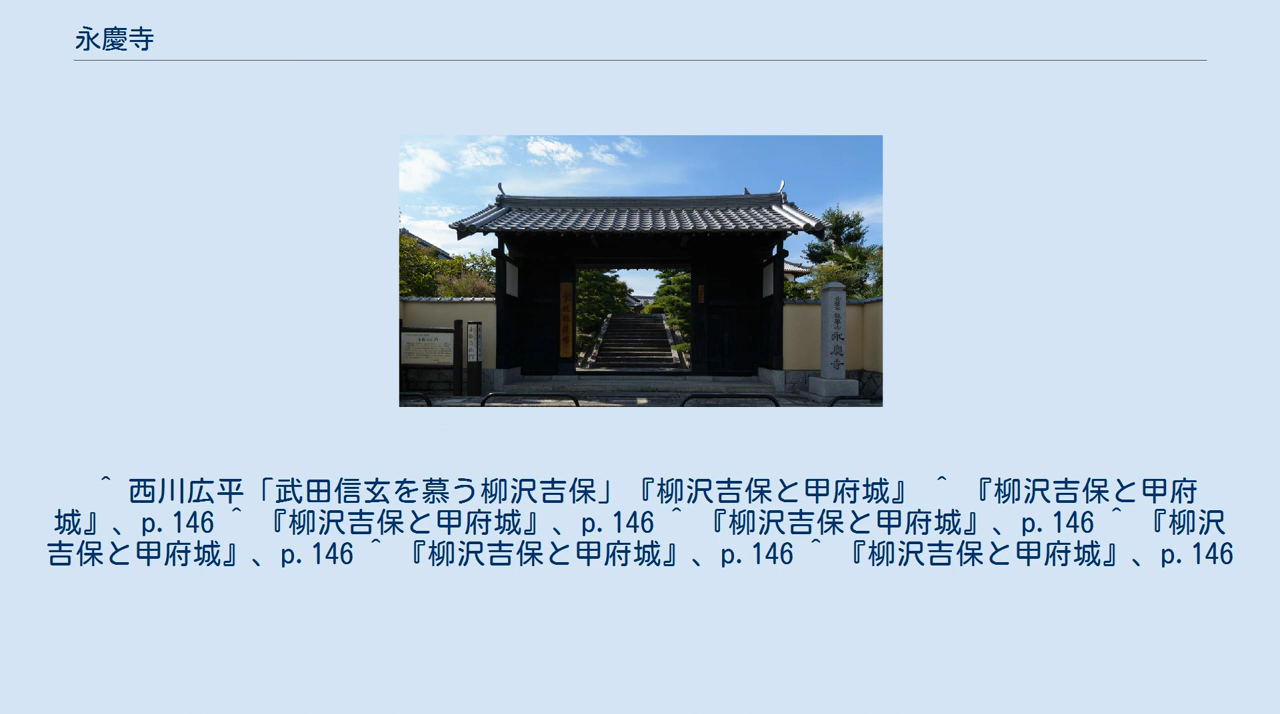 永慶寺
永慶寺
^ 西川広平「武田信玄を慕う柳沢吉保」『柳沢吉保と甲府城』 ^ 『柳沢吉保と甲府
城』、p.146 ^ 『柳沢吉保と甲府城』、p.146 ^ 『柳沢吉保と甲府城』、p.146 ^ 『柳沢
吉保と甲府城』、p.146 ^ 『柳沢吉保と甲府城』、p.146 ^ 『柳沢吉保と甲府城』、p.146